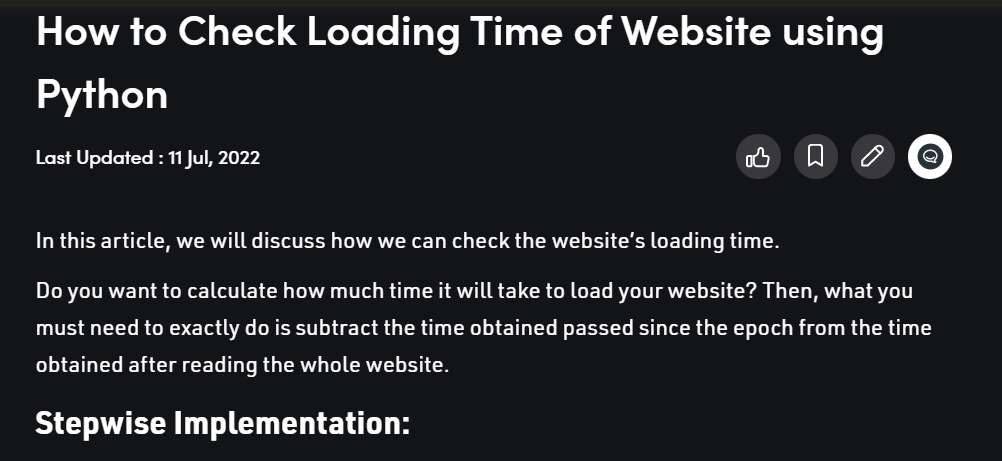 How to Check Loading Time of Website using
Python
Last Updated : 11 Jul, 2022
In this article, we will discuss how we can check the website’s loading time.
Do you want to calculate how much time it will take to load your website? Then, what you
must need to exactly do is subtract the time obtained passed since the epoch from the time
obtained after reading the whole website.
Stepwise Implementation: